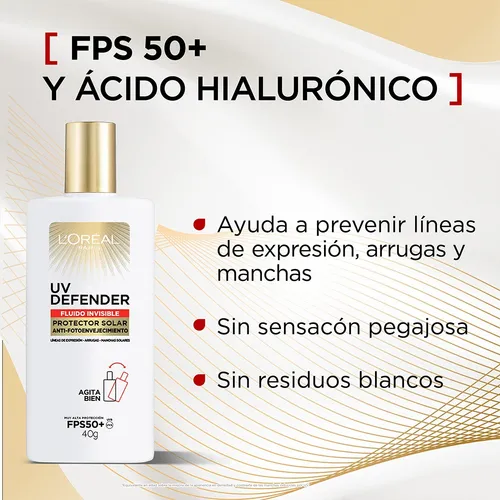 [ FPS 50+
Y ÁCIDO HIALURÓNICO ]
L'ORÉAL
UV
DEFENDER
FLUIDO INVISIBLE
PROTECTOR SOLAR
ANTI-FOTOENVEJECIMIENTO
LÍNEAS DE EXPRESIÓN • ARRUGAS • MANCHAS SOLARES
AGITA
BIEN
MUY ALTA PROTECCIÓN
FPS50+
40g
Ayuda a prevenir líneas
de expresión, arrugas y
manchas
Sin sensacón pegajosa
Sin residuos blancos